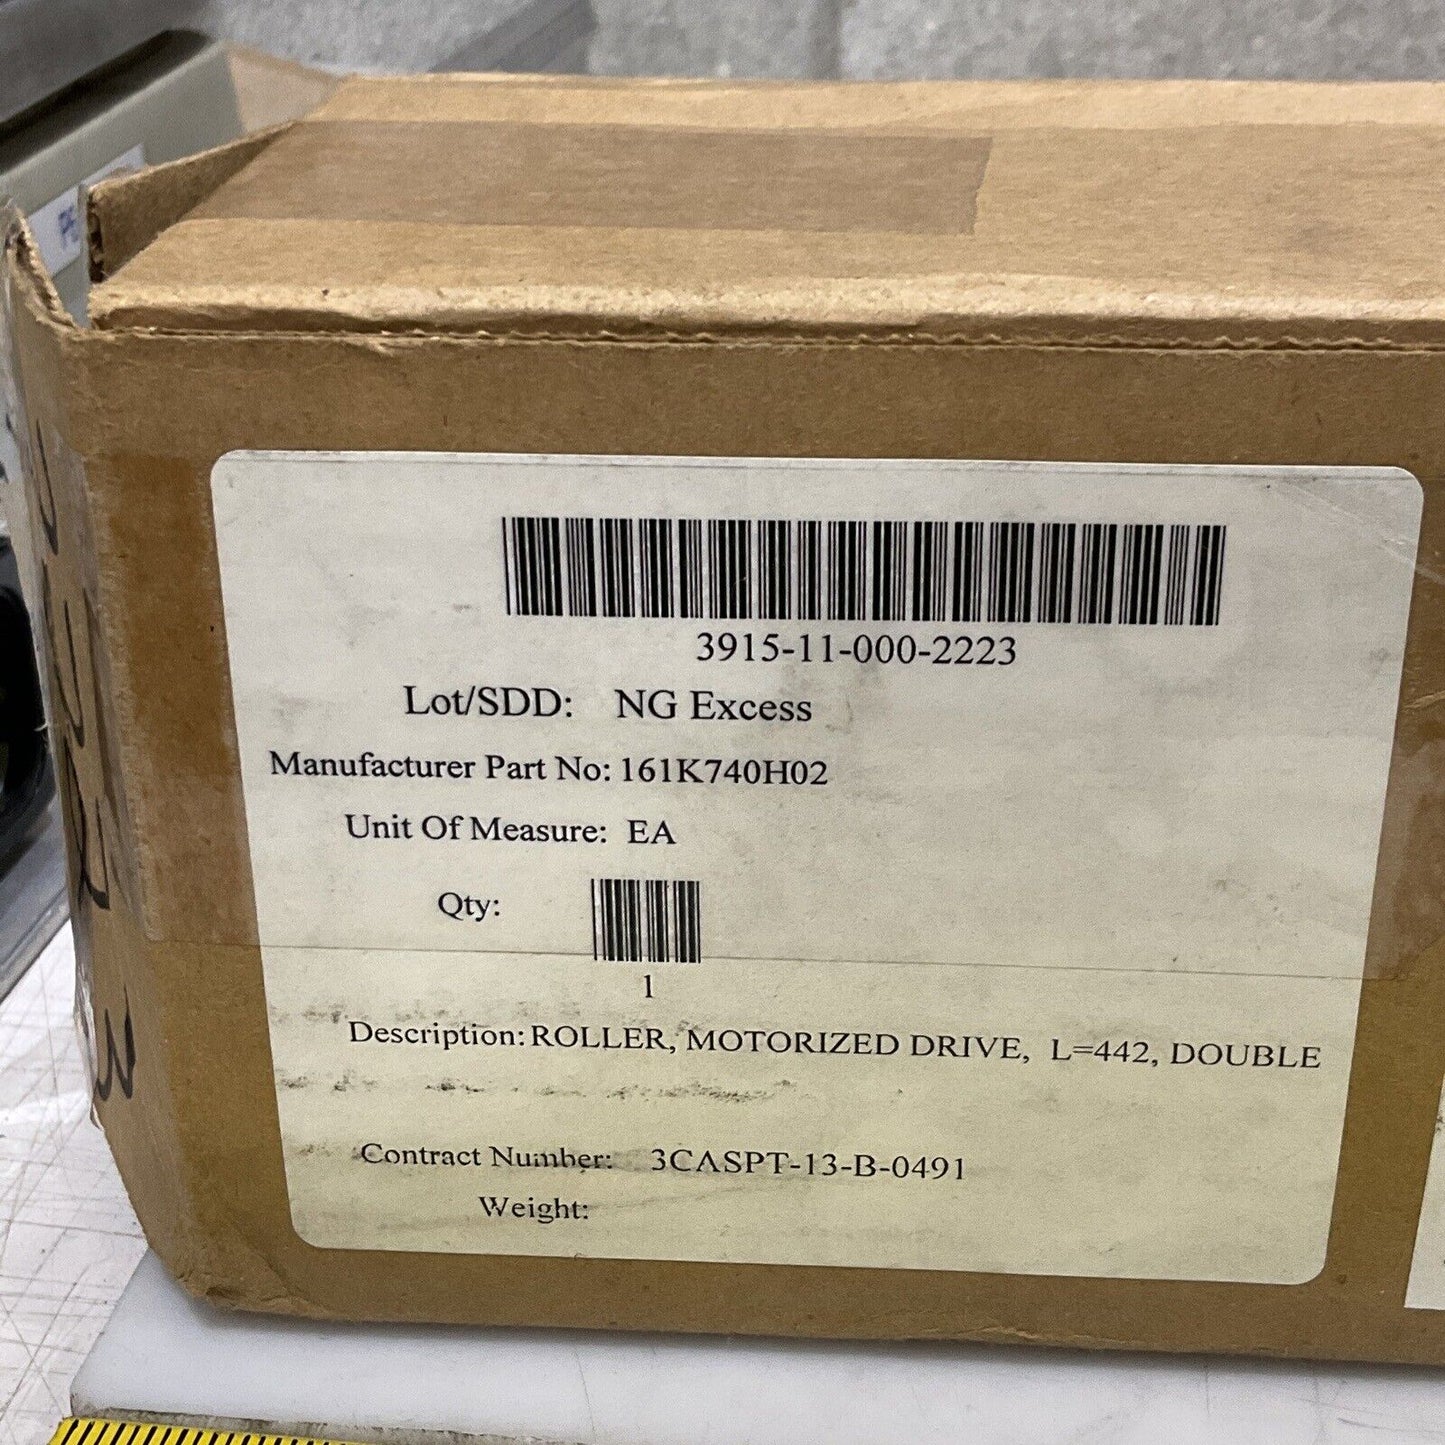 3915-11-000-2223
Lot/SDD: NG Excess
Manufacturer Part No: 161K740H02
Unit Of Measure: EA
Qty:
1
Description: ROLLER, MOTORIZED DRIVE, L=442, DOUBLE
Contract Number: 3CASPT-13-B-0491
Weight: